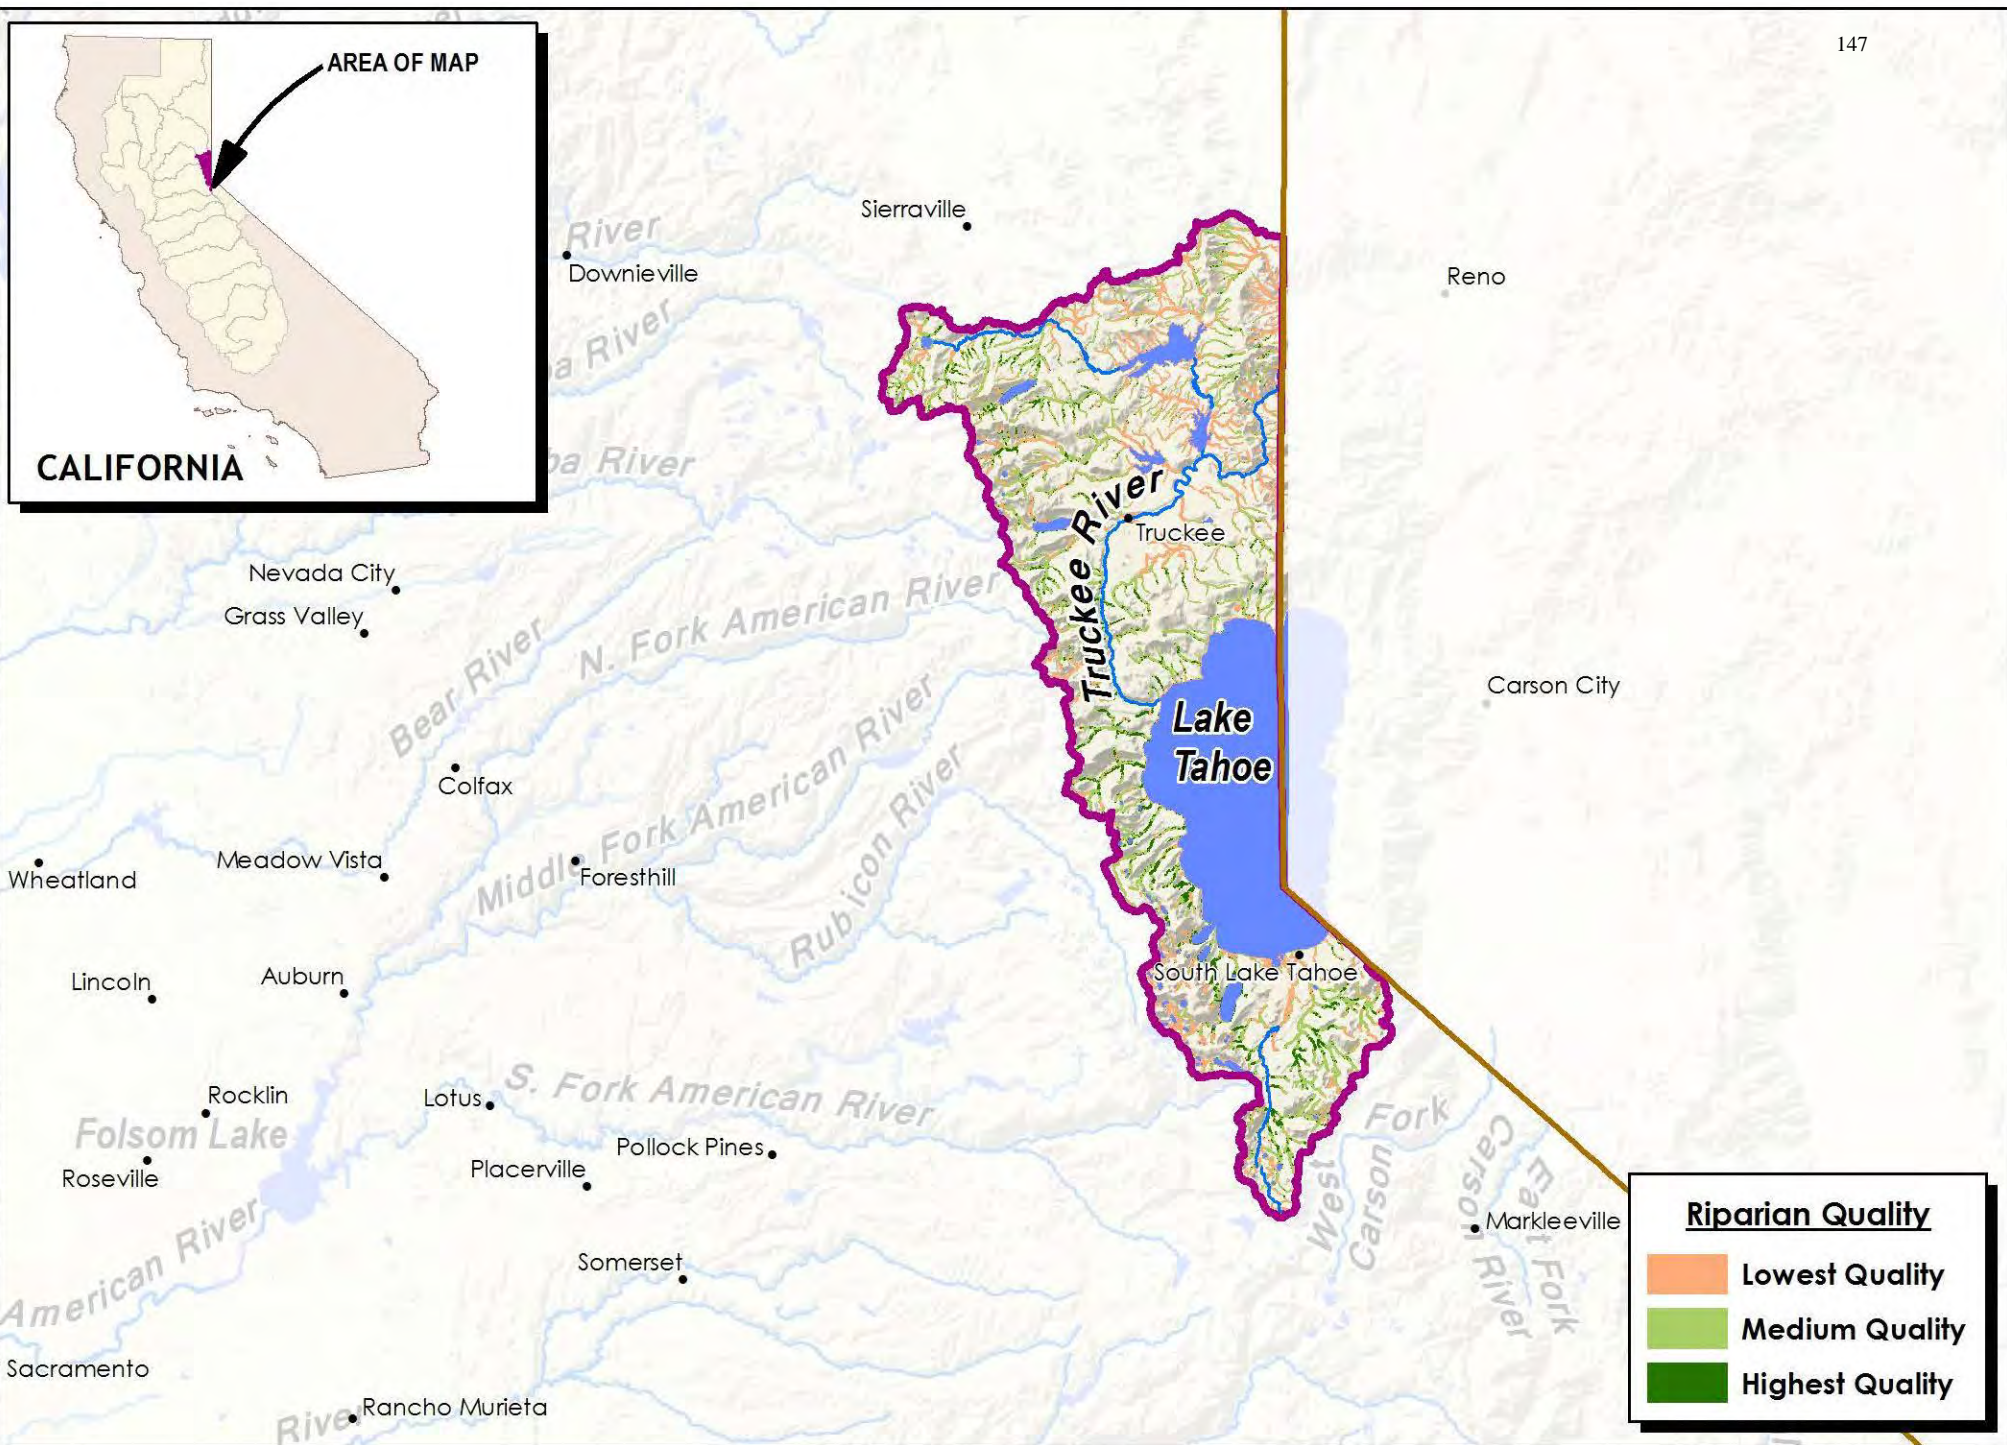 147
AREA OF MAP
CALIFORNIA
Sierraville
River
Downieville
Reno
ba River
ba River
Truckee River
Truckee
Nevada City
Grass Valley
N. Fork American River
Bear River
Carson City
Lake
Tahoe
Colfax
Middle Fork American River
Rubicon River
Meadow Vista
Foresthill
Wheatland
South Lake Tahoe
Lincoln
Auburn
Rocklin
Lotus
S. Fork American River
Folsom Lake
Pollock Pines
Roseville
Placerville
West Fork
Carson
East Fork
Carson River
Markleeville
American River
Somerset
Sacramento
Rancho Murieta
River
Riparian Quality
Lowest Quality
Medium Quality
Highest Quality